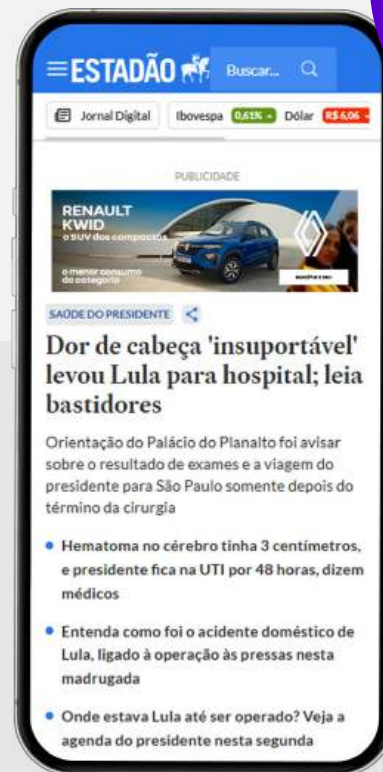 ESTADÃO Buscar...
Jornal Digital Ibovespa 0,61% Dólar R$ 6,06
PUBLICIDADE
RENAULT
KWID
o SUV dos compactos
o menor consumo
da categoria
SAÚDE DO PRESIDENTE
Dor de cabeça 'insuportável'
levou Lula para hospital; leia
bastidores
Orientação do Palácio do Planalto foi avisar
sobre o resultado de exames e a viagem do
presidente para São Paulo somente depois do
término da cirurgia
Hematoma no cérebro tinha 3 centímetros,
e presidente fica na UTI por 48 horas, dizem
médicos
Entenda como foi o acidente doméstico de
Lula, ligado à operação às pressas nesta
madrugada
Onde estava Lula até ser operado? Veja a
agenda do presidente nesta segunda